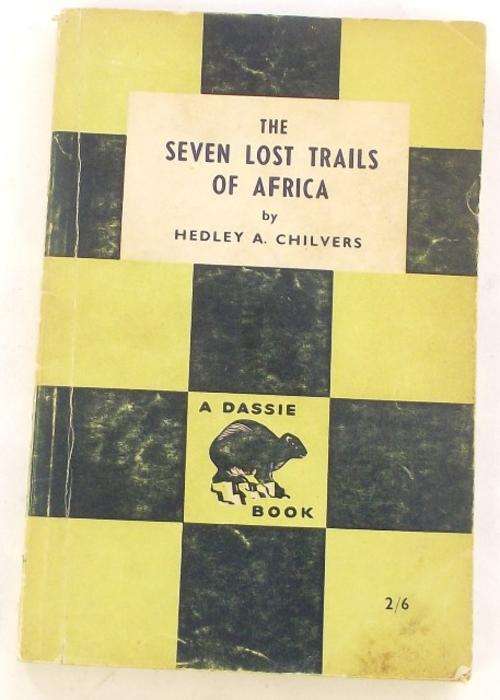 THE
SEVEN LOST TRAILS
OF AFRICA
by
HEDLEY A. CHILVERS
A DASSIE
BOOK
2/6